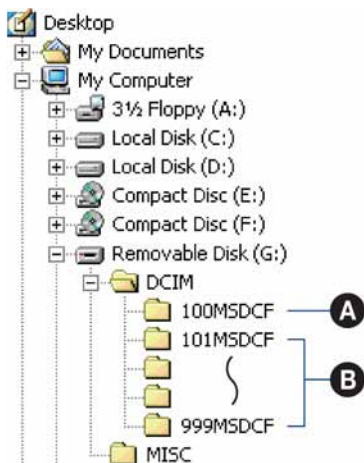 Desktop
My Documents
My Computer
3½ Floppy (A:)
Local Disk (C:)
Local Disk (D:)
Compact Disc (E:)
Compact Disc (F:)
Removable Disk (G:)
DCIM
100MSDCF A
101MSDCF
B
999MSDCF
MISC